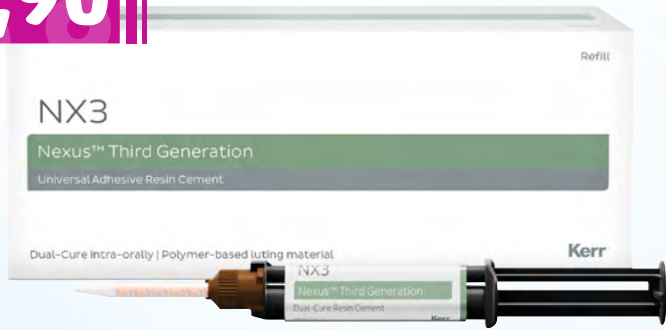 ,90
Refill
NX3
Nexus™ Third Generation
Universal Adhesive Resin Cement
Dual-Cure intra-orally | Polymer-based luting material
Kerr
NX3
Nexus™ Third Generation
Dual-Cure Resin Cement
Kerr